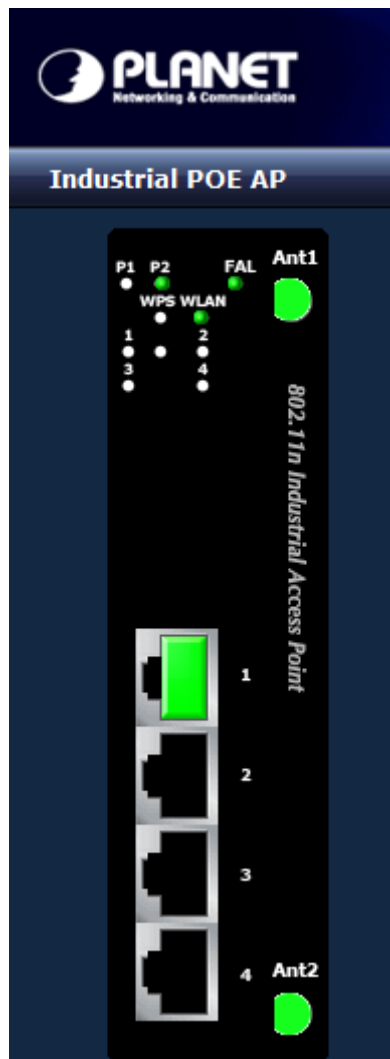 PLANET
Networking & Communication
Industrial POE AP
Ant1
P1 P2 FAL
WPS WLAN
1 2
3 4
802.11n Industrial Access Point
1
2
3
4 Ant2